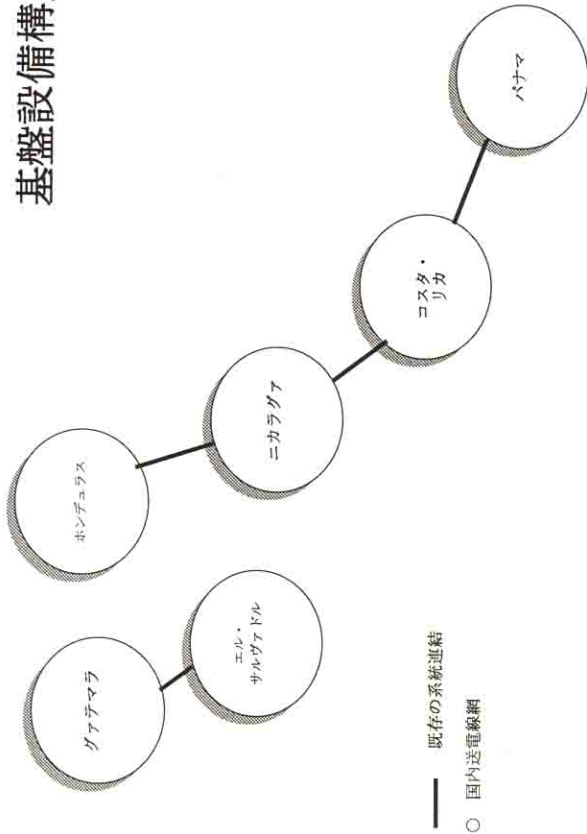 基盤設備構
グァテマラ
エル・
サルヴァドル
ホンデュラス
ニカラグァ
コスタ・
リカ
パナマ
既存の系統連結
○ 国内送電線網